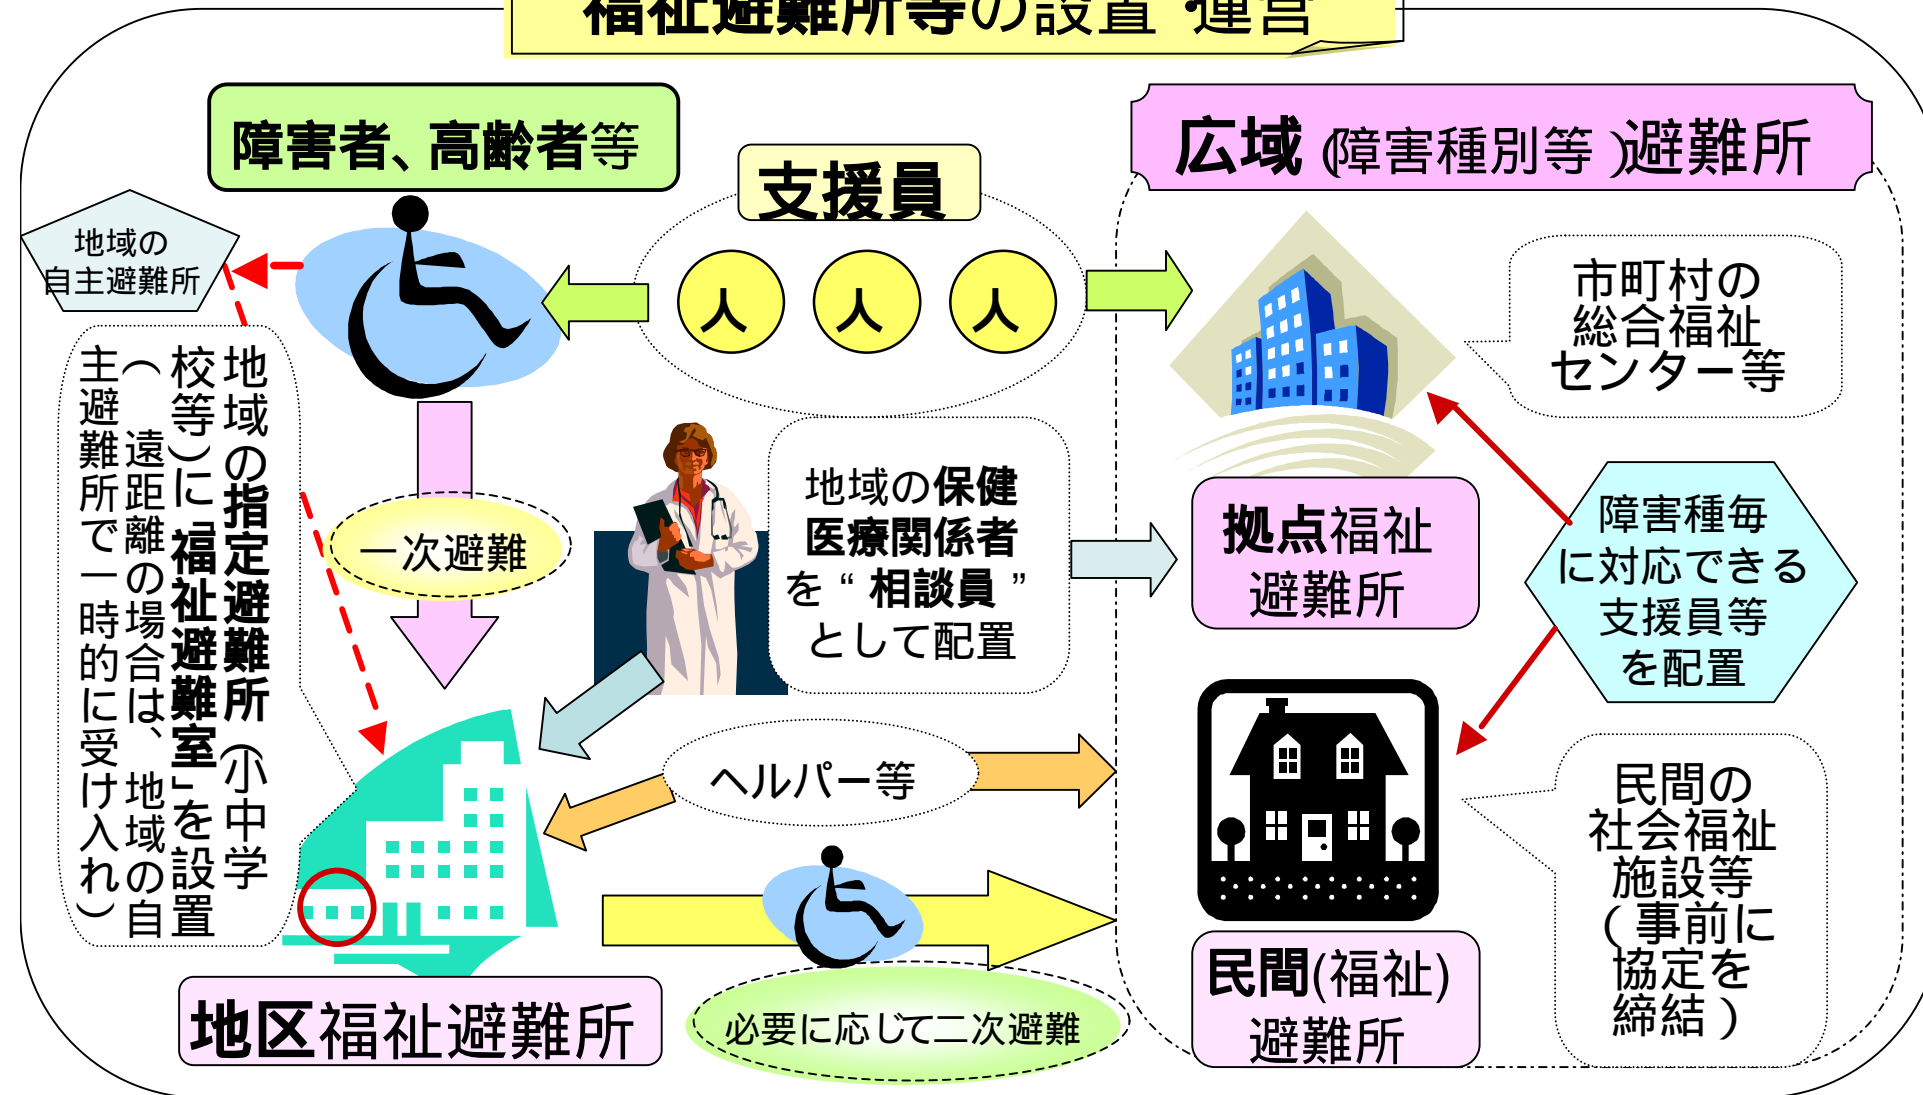 福祉避難所等の設置・運営
障害者、高齢者等
支援員
広域（障害種別等）避難所
地域の
自主避難所
人
人
人
市町村の
総合福祉
センター等
地域の指定避難所（小中学
校等）に「福祉避難室」を設置
（　遠距離の場合は、地域の自
主避難所で一時的に受け入れ）
一次避難
地域の保健
医療関係者
を“相談員”
として配置
拠点福祉
避難所
障害種毎
に対応できる
支援員等
を配置
ヘルパー等
民間の
社会福祉
施設等
（事前に
協定を
締結）
地区福祉避難所
必要に応じて二次避難
民間(福祉)
避難所